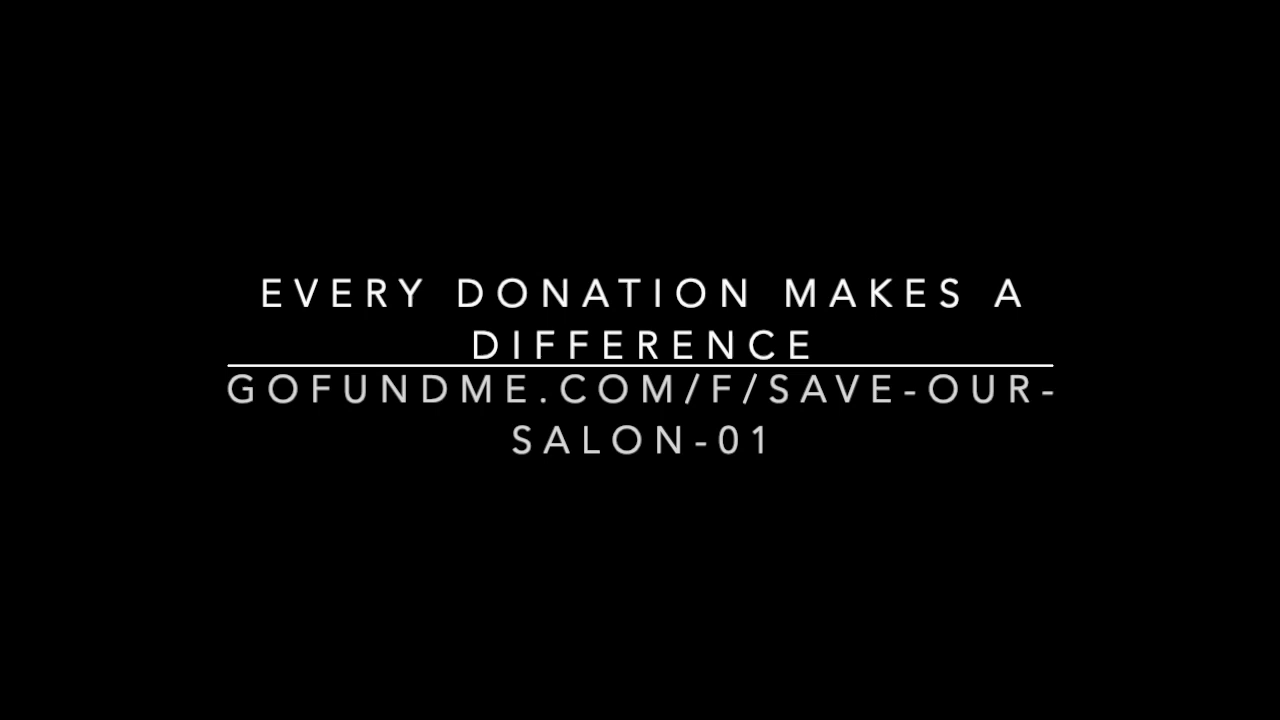 EVERY DONATION MAKES A
DIFFERENCE
GOFUNDME.COM/F/SAVE-OUR-
SALON-01